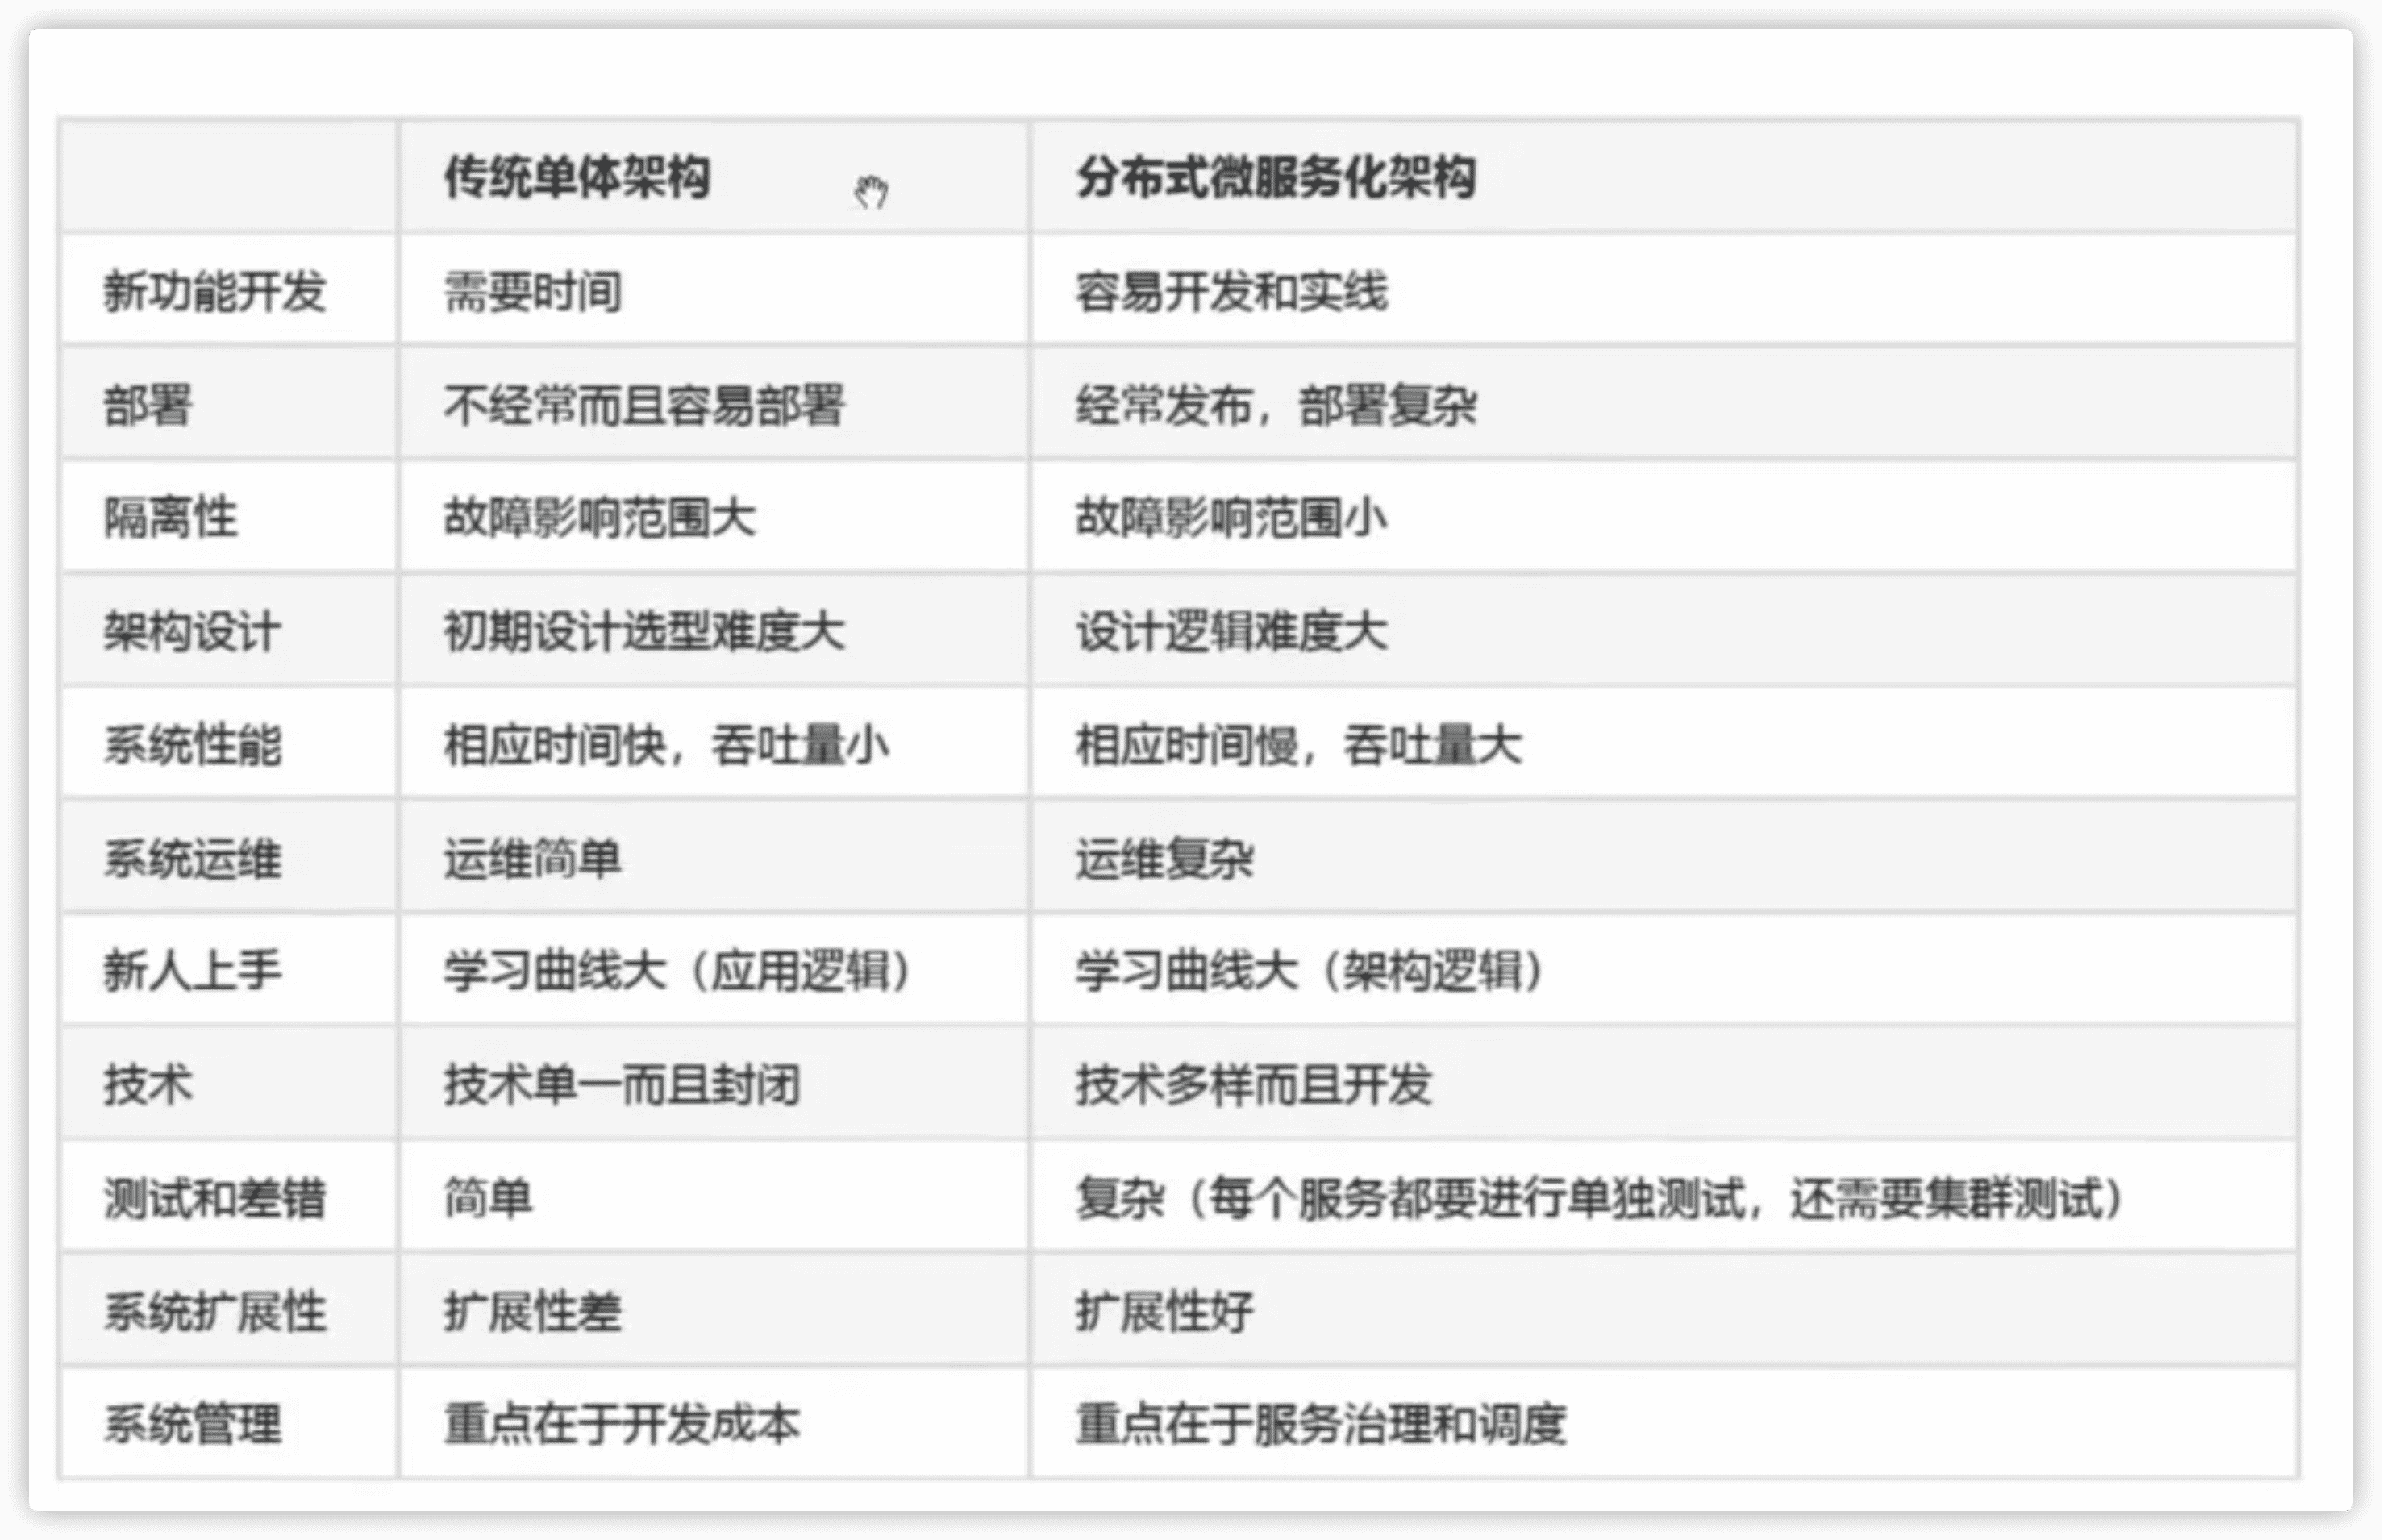 传统单体架构 分布式微服务化架构
新功能开发 需要时间 容易开发和实线
部署 不经常而且容易部署 经常发布，部署复杂
隔离性 故障影响范围大 故障影响范围小
架构设计 初期设计选型难度大 设计逻辑难度大
系统性能 相应时间快，吞吐量小 相应时间慢，吞吐量大
系统运维 运维简单 运维复杂
新人上手 学习曲线大（应用逻辑） 学习曲线大（架构逻辑）
技术 技术单一而且封闭 技术多样而且开发
测试和差错 简单 复杂（每个服务都要进行单独测试，还需要集群测试）
系统扩展性 扩展性差 扩展性好
系统管理 重点在于开发成本 重点在于服务治理和调度